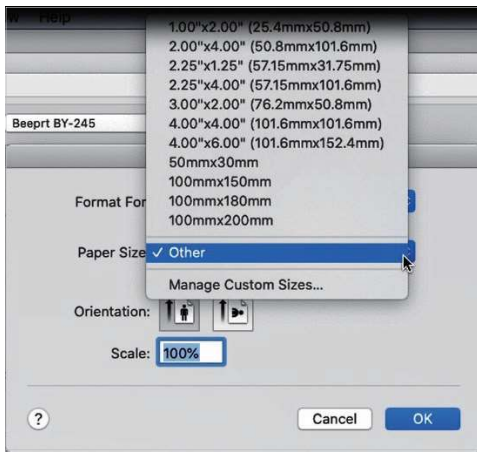 Help
1.00"x2.00" (25.4mmx50.8mm)
2.00"x4.00" (50.8mmx101.6mm)
2.25"x1.25" (57.15mmx31.75mm)
2.25"x4.00" (57.15mmx101.6mm)
3.00"x2.00" (76.2mmx50.8mm)
4.00"x4.00" (101.6mmx101.6mm)
4.00"x6.00" (101.6mmx152.4mm)
Beeprt BY-245
50mmx30mm
100mmx150mm
100mmx180mm
100mmx200mm
Format For
Paper Size
✓ Other
Manage Custom Sizes...
Orientation:
Scale: 100%
?
Cancel
OK